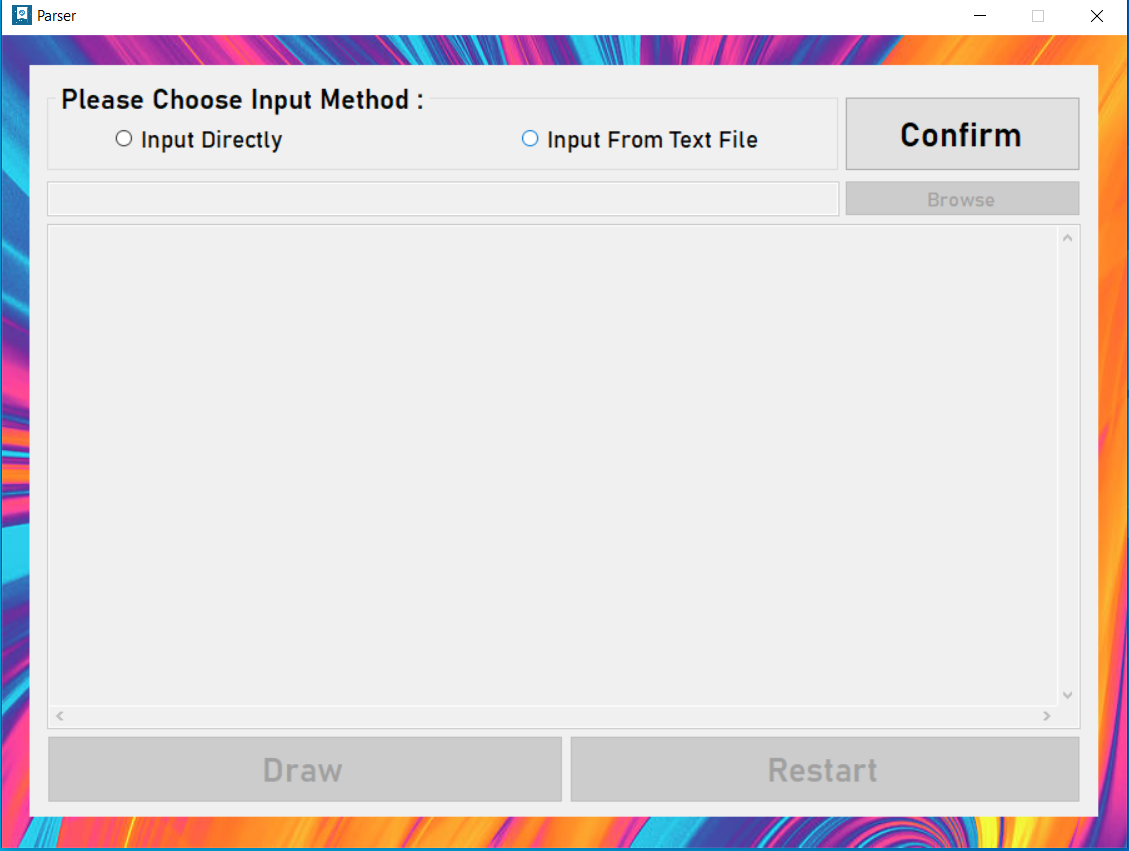 Parser
Please Choose Input Method :
Input Directly Input From Text File
Confirm
Browse
Draw Restart